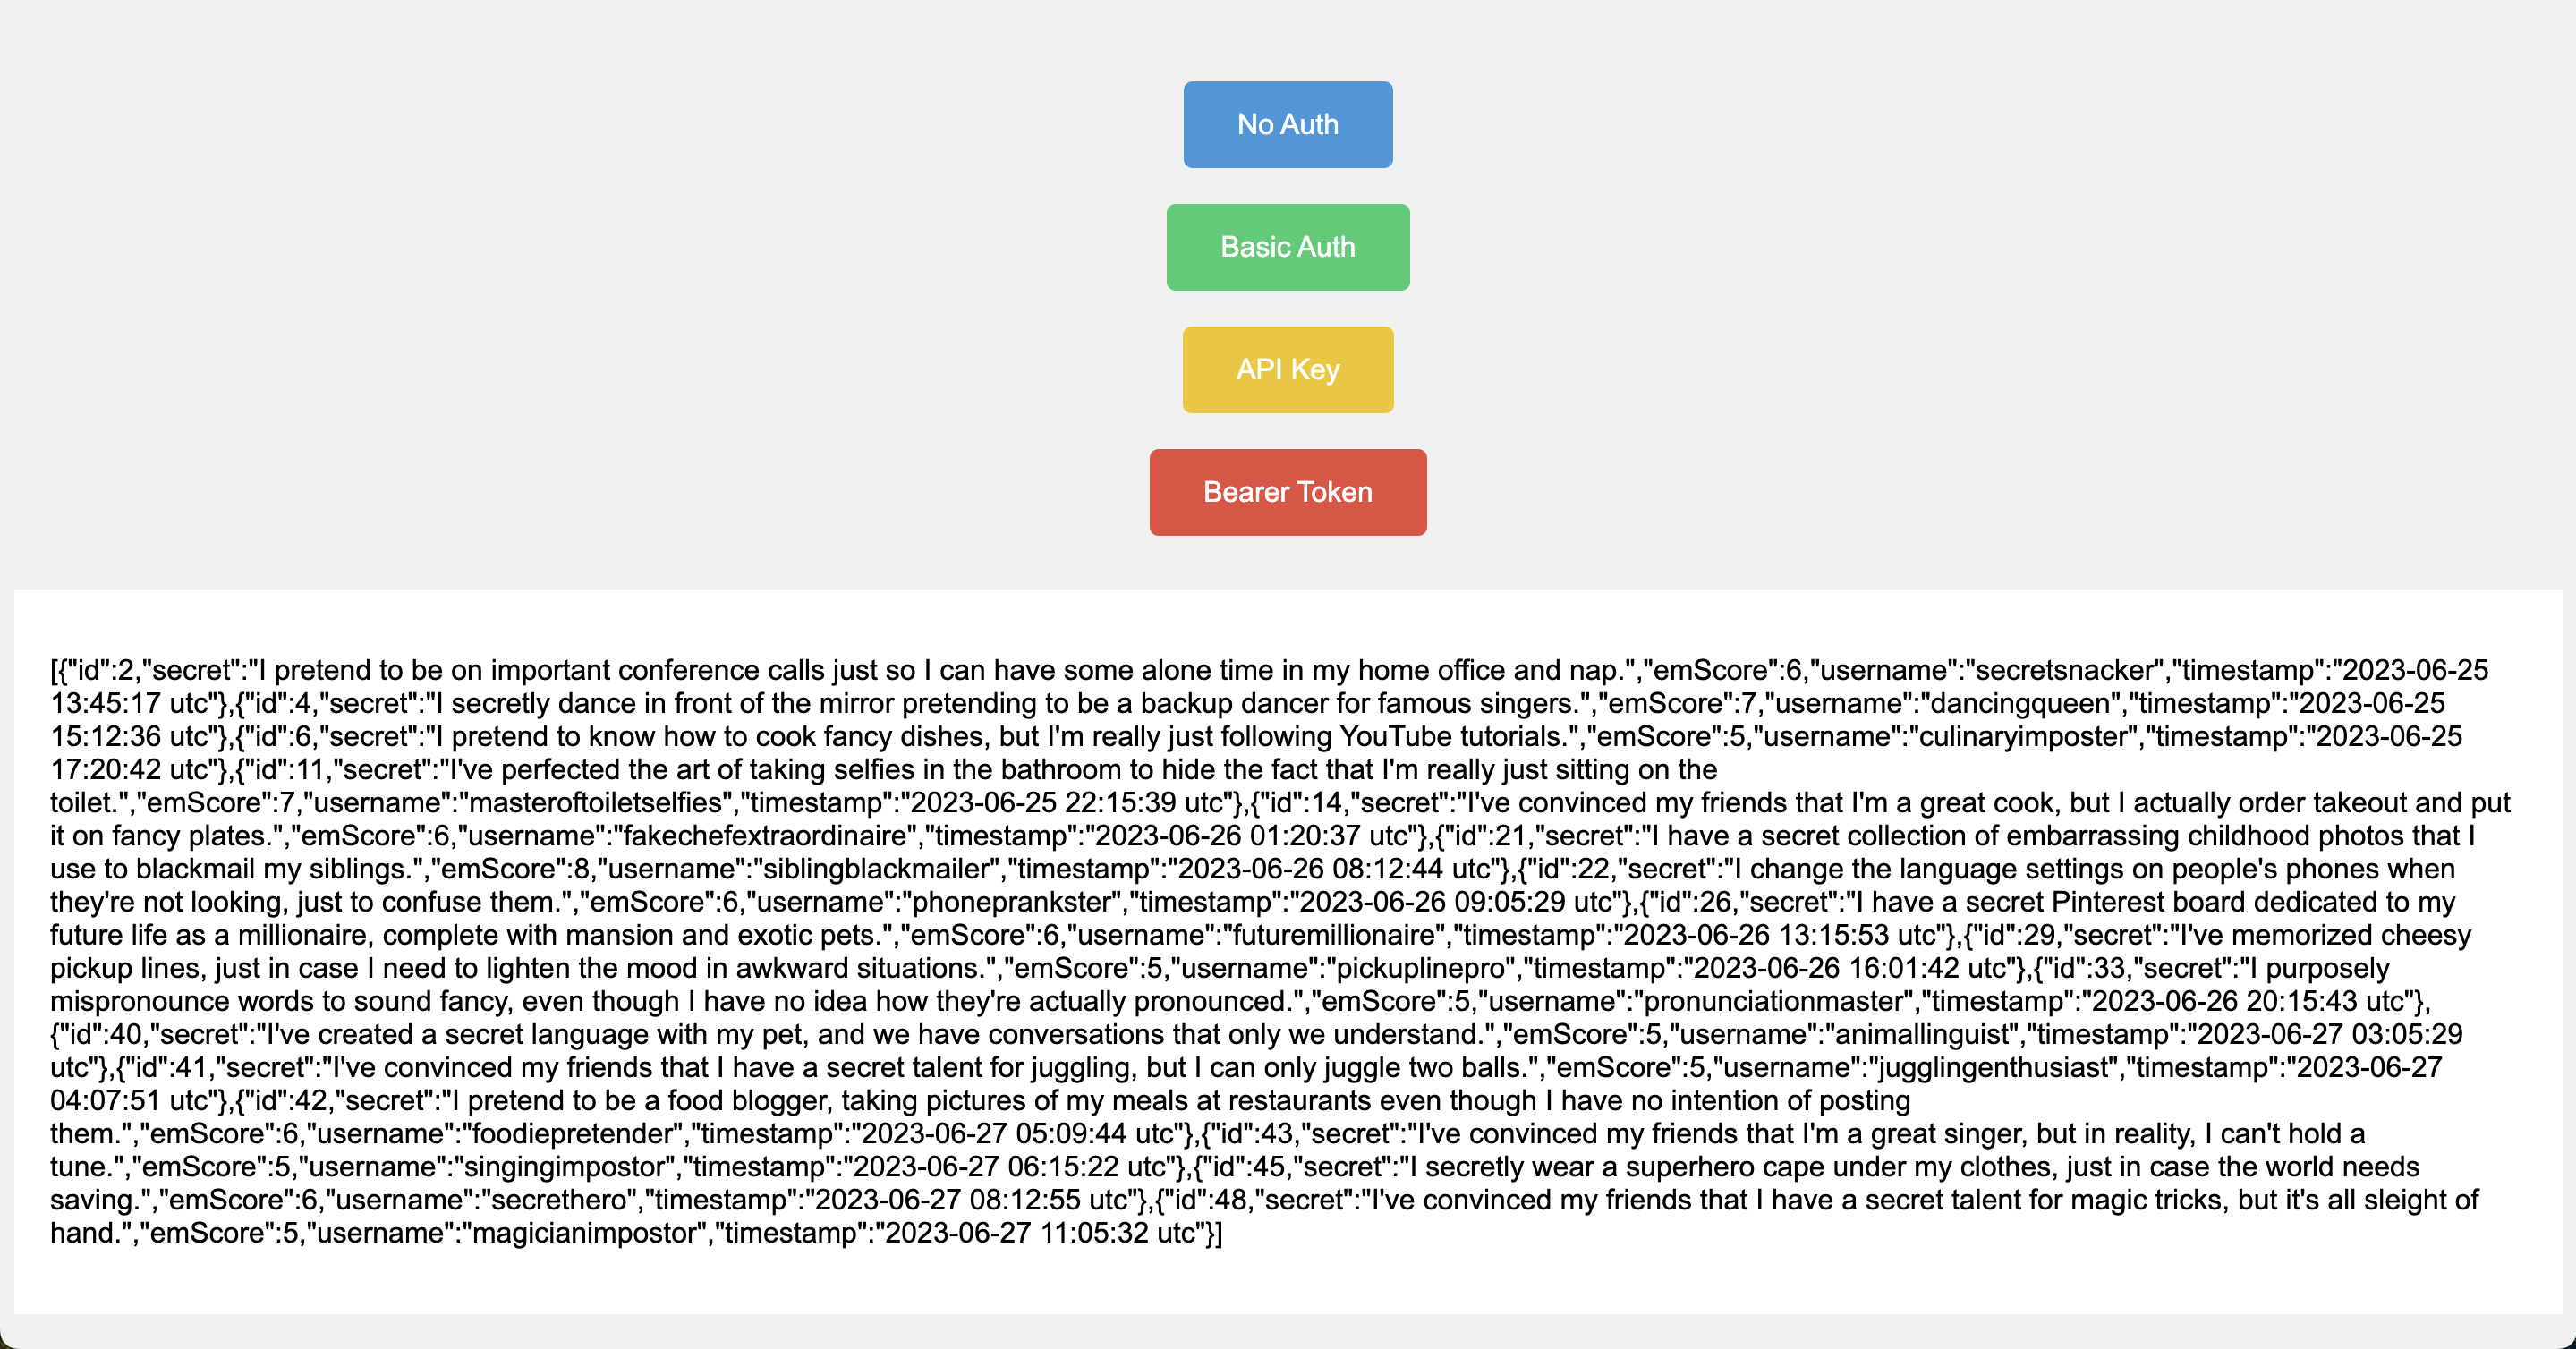 No Auth
Basic Auth
API Key
Bearer Token
[{"id":2,"secret":"I pretend to be on important conference calls just so I can have some alone time in my home office and nap.","emScore":6,"username":"secretsnacker","timestamp":"2023-06-25
13:45:17 utc"},{"id":4,"secret":"I secretly dance in front of the mirror pretending to be a backup dancer for famous singers.","emScore":7,"username":"dancingqueen","timestamp":"2023-06-25
15:12:36 utc"},{"id":6,"secret":"I pretend to know how to cook fancy dishes, but I'm really just following YouTube tutorials.","emScore":5,"username":"culinaryimposter","timestamp":"2023-06-25
17:20:42 utc"},{"id":11,"secret":"I've perfected the art of taking selfies in the bathroom to hide the fact that I'm really just sitting on the
toilet.","emScore":7,"username":"masteroftoiletselfies","timestamp":"2023-06-25 22:15:39 utc"},{"id":14,"secret":"I've convinced my friends that I'm a great cook, but I actually order takeout and put
it on fancy plates.","emScore":6,"username":"fakechefextraordinaire","timestamp":"2023-06-26 01:20:37 utc"},{"id":21,"secret":"I have a secret collection of embarrassing childhood photos that I
use to blackmail my siblings.","emScore":8,"username":"siblingblackmailer","timestamp":"2023-06-26 08:12:44 utc"},{"id":22,"secret":"I change the language settings on people's phones when
they're not looking, just to confuse them.","emScore":6,"username":"phoneprankster","timestamp":"2023-06-26 09:05:29 utc"},{"id":26,"secret":"I have a secret Pinterest board dedicated to my
future life as a millionaire, complete with mansion and exotic pets.","emScore":6,"username":"futuremillionaire","timestamp":"2023-06-26 13:15:53 utc"},{"id":29,"secret":"I've memorized cheesy
pickup lines, just in case I need to lighten the mood in awkward situations.","emScore":5,"username":"pickuplinepro","timestamp":"2023-06-26 16:01:42 utc"},{"id":33,"secret":"I purposely
mispronounce words to sound fancy, even though I have no idea how they're actually pronounced.","emScore":5,"username":"pronunciationmaster","timestamp":"2023-06-26 20:15:43 utc"},
{"id":40,"secret":"I've created a secret language with my pet, and we have conversations that only we understand.","emScore":5,"username":"animallinguist","timestamp":"2023-06-27 03:05:29
utc"},{"id":41,"secret":"I've convinced my friends that I have a secret talent for juggling, but I can only juggle two balls.","emScore":5,"username":"jugglingenthusiast","timestamp":"2023-06-27
04:07:51 utc"},{"id":42,"secret":"I pretend to be a food blogger, taking pictures of my meals at restaurants even though I have no intention of posting
them.","emScore":6,"username":"foodiepretender","timestamp":"2023-06-27 05:09:44 utc"},{"id":43,"secret":"I've convinced my friends that I'm a great singer, but in reality, I can't hold a
tune.","emScore":5,"username":"singingimpostor","timestamp":"2023-06-27 06:15:22 utc"},{"id":45,"secret":"I secretly wear a superhero cape under my clothes, just in case the world needs
saving.","emScore":6,"username":"secrethero","timestamp":"2023-06-27 08:12:55 utc"},{"id":48,"secret":"I've convinced my friends that I have a secret talent for magic tricks, but it's all sleight of
hand.","emScore":5,"username":"magicianimpostor","timestamp":"2023-06-27 11:05:32 utc"}]